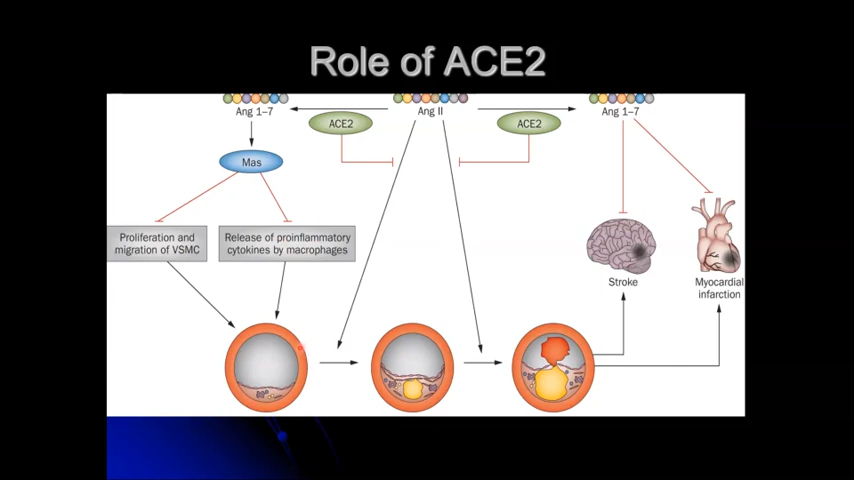 Role of ACE2
Ang 1–7
Ang II
Ang 1–7
ACE2
ACE2
Mas
Proliferation and
migration of VSMC
Release of proinflammatory
cytokines by macrophages
Stroke
Myocardial
infarction